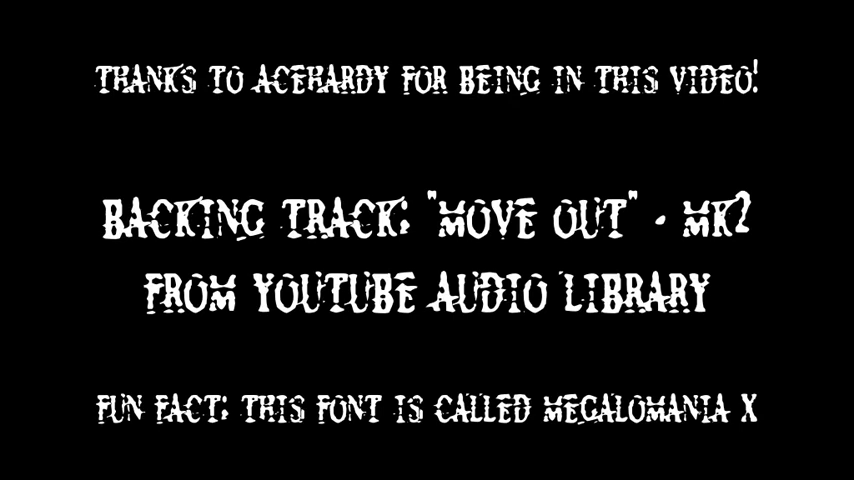 THANKS TO ACEHARDY FOR BEING IN THIS VIDEO!
BACKING TRACK: "MOVE OUT" - MK2
FROM YOUTUBE AUDIO LIBRARY
FUN FACT: THIS FONT IS CALLED MEGALOMANIA X